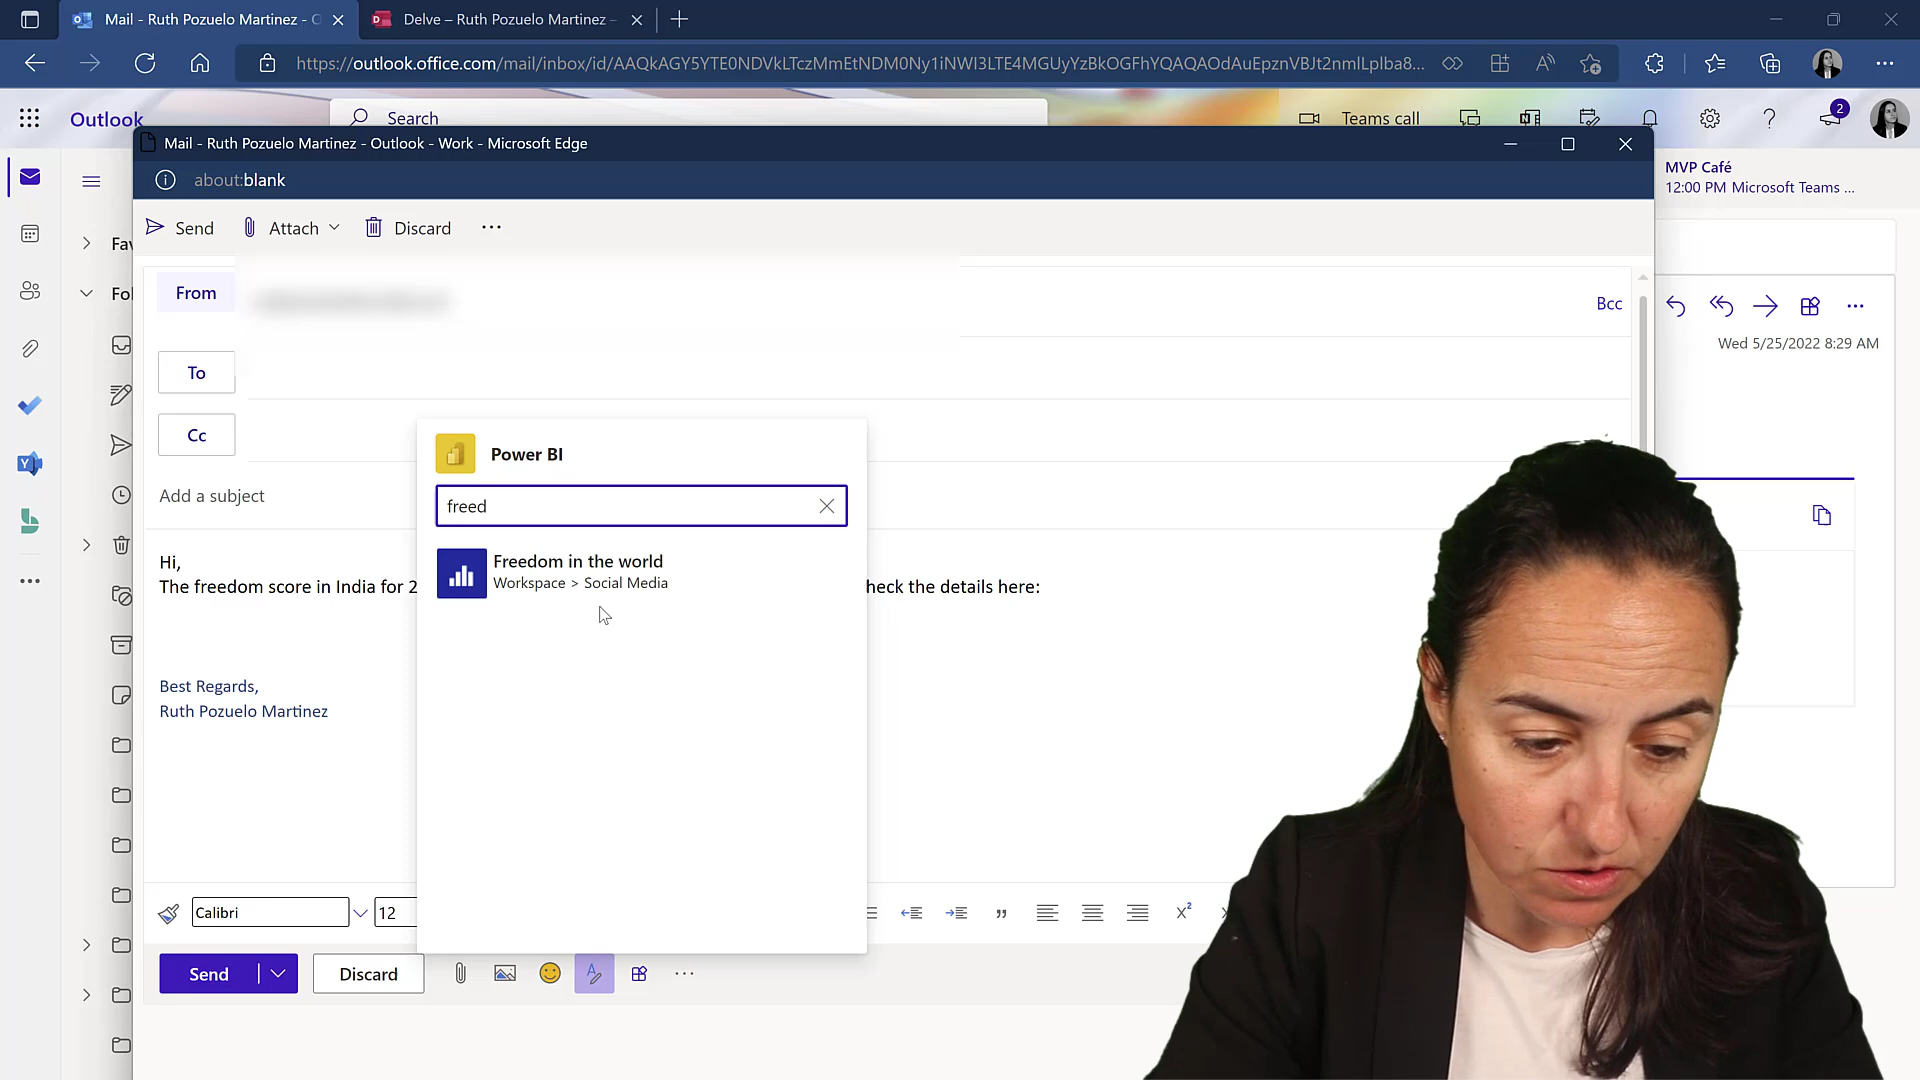 Mail - Ruth Pozuelo Martinez - O
Delve – Ruth Pozuelo Martinez –
https://outlook.office.com/mail/inbox/id/
Outlook
Search
Teams call
2
Mail - Ruth Pozuelo Martinez - Outlook - Work - Microsoft Edge
about:blank
MVP Café
12:00 PM Microsoft Teams ...
Send
Attach
Discard
Fav
Fol
From
Bcc
Wed 5/25/2022 8:29 AM
To
Cc
Power BI
Add a subject
freed
Hi,
Freedom in the world
Workspace > Social Media
The freedom score in India for 2
heck the details here:
Best Regards,
Ruth Pozuelo Martinez
Calibri
12
Send
Discard